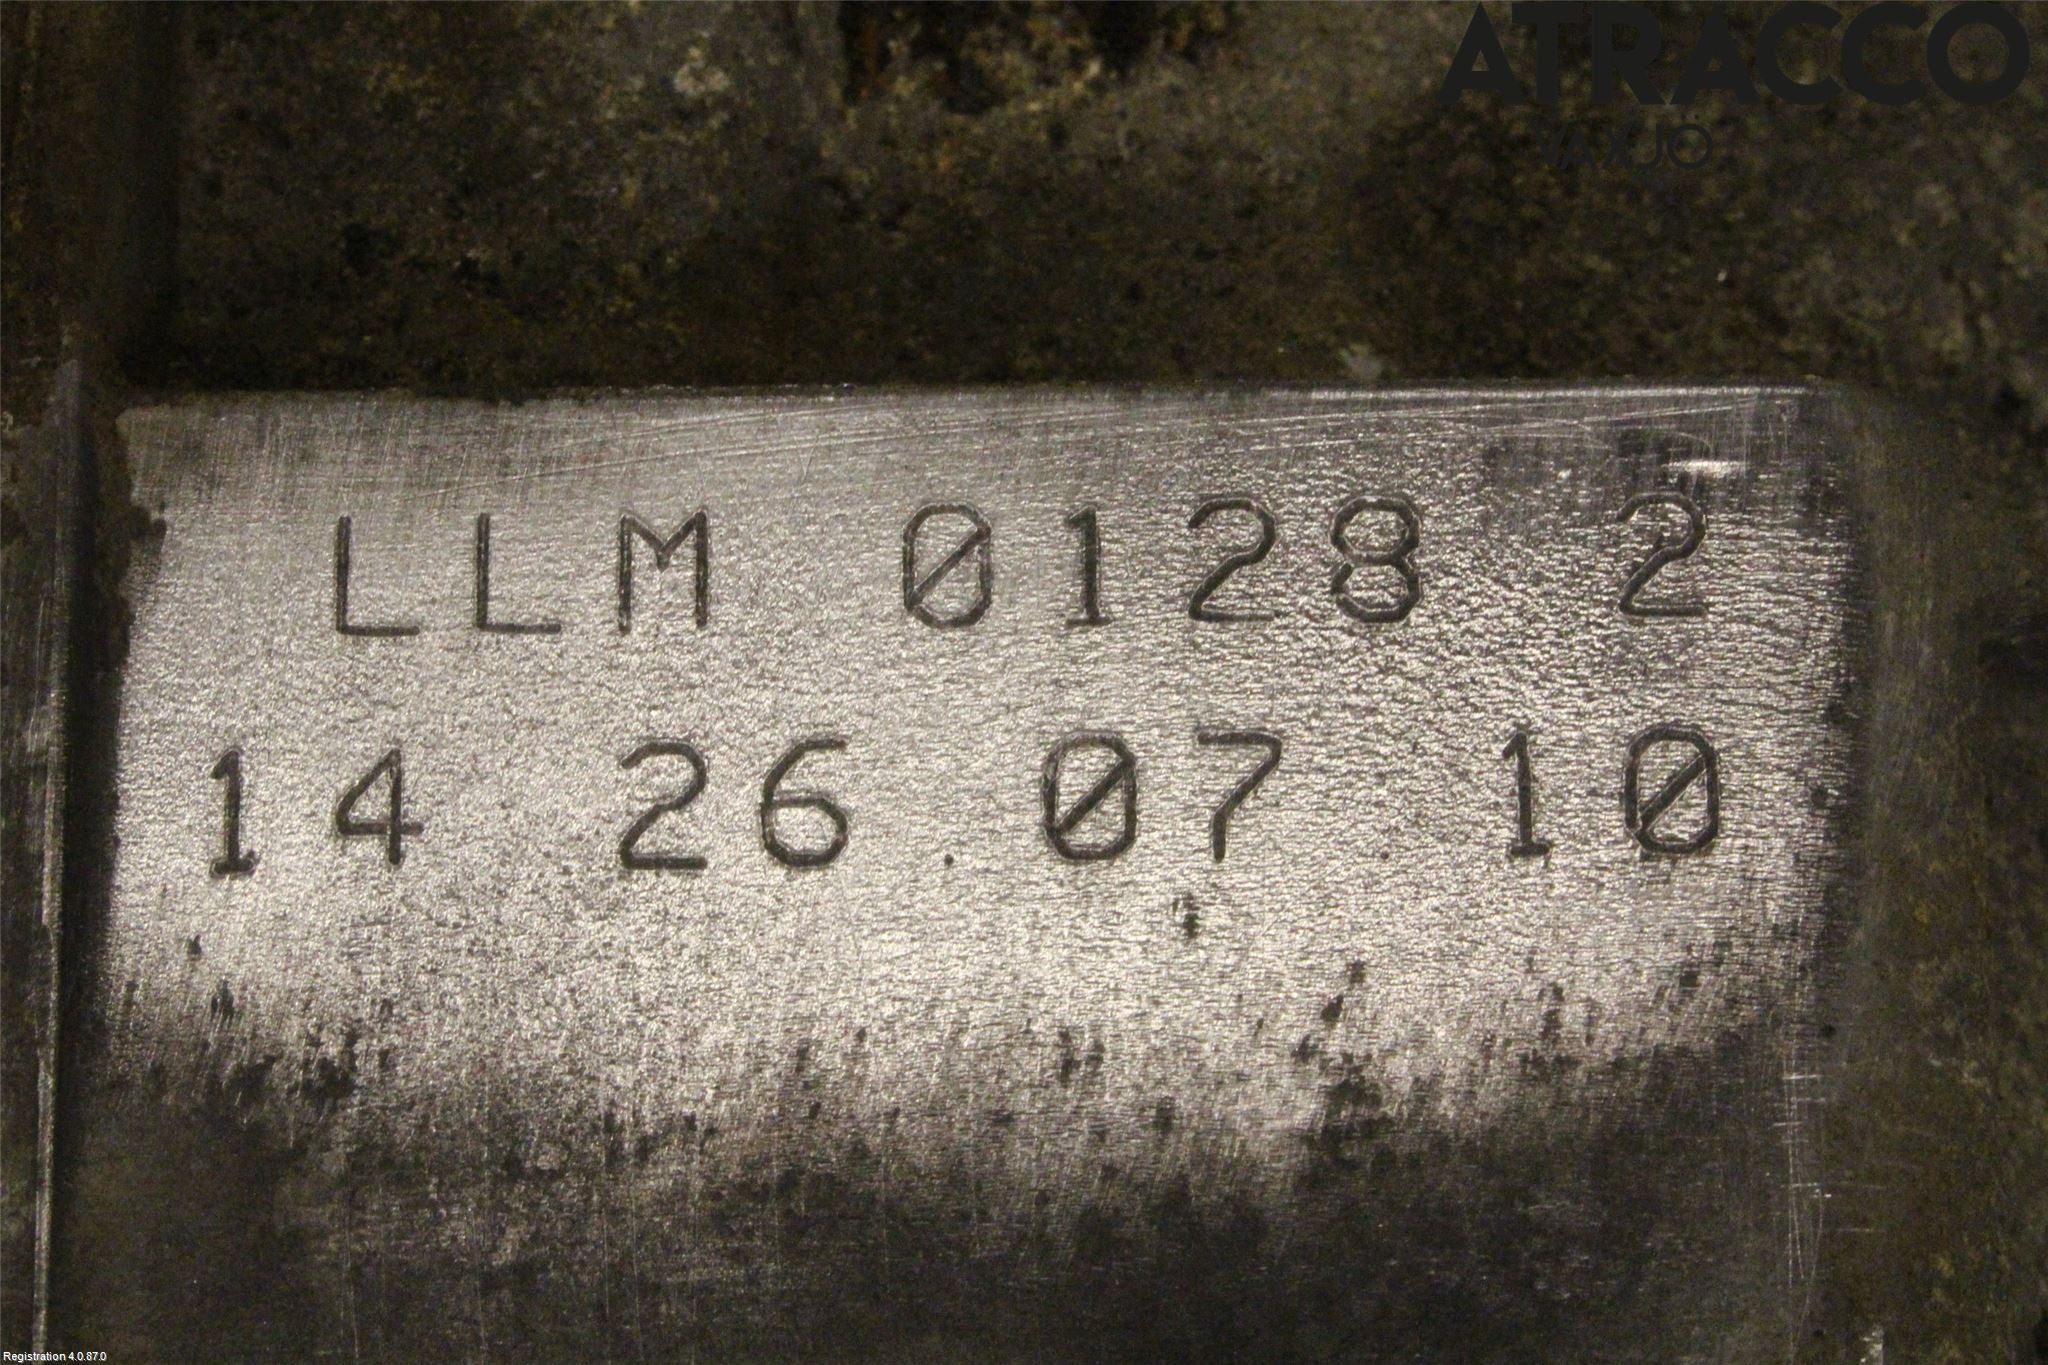 ATRACCO
VÄXJÖ
LLM 0128 2
14 26.07.10
Registration 4.0.87.0